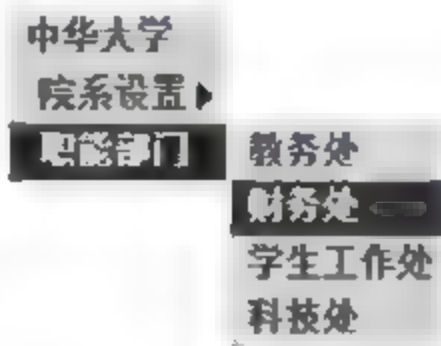 中华大学
院系设置
职能部门
教务处
财务处
学生工作处
科技处